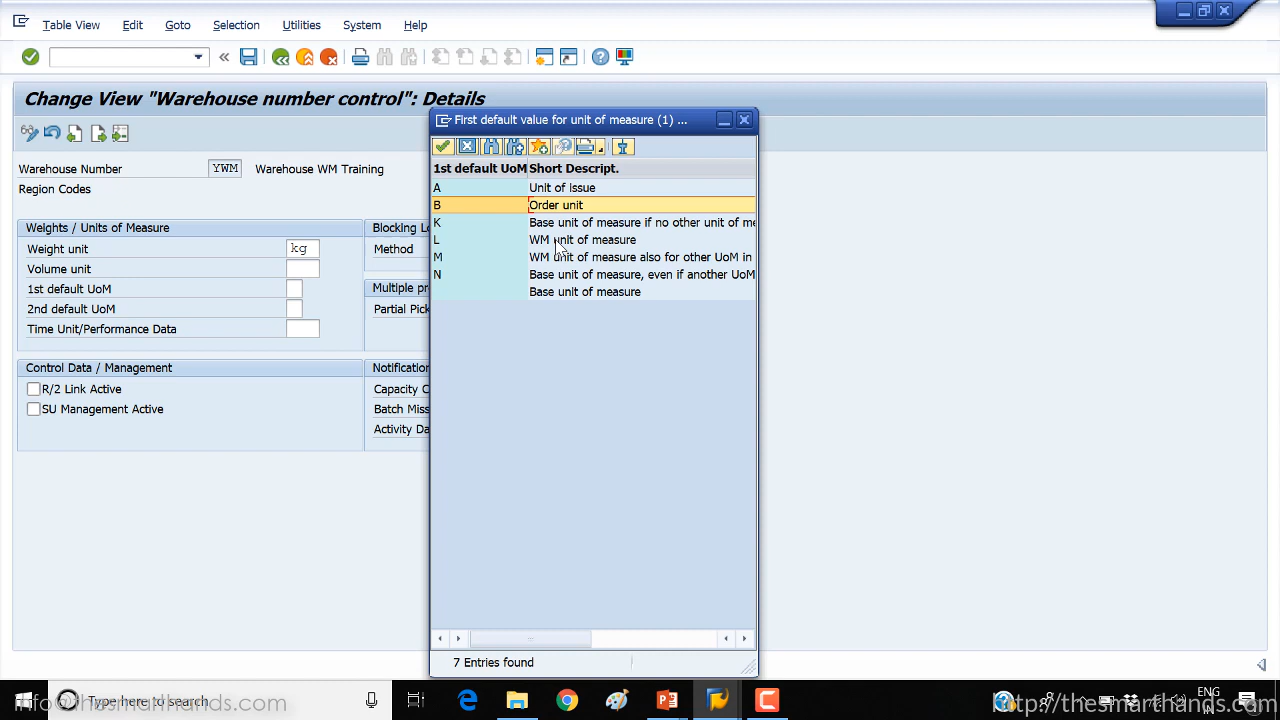 Table View Edit Goto Selection Utilities System Help
Change View "Warehouse number control": Details
Warehouse Number YWM Warehouse WM Training
Region Codes
Weights / Units of Measure
Weight unit kg
Volume unit
1st default UoM
2nd default UoM
Time Unit/Performance Data
Control Data / Management
R/2 Link Active
SU Management Active
Blocking Lo
Method
Multiple pr
Partial Pick
Notification
Capacity C
Batch Miss
Activity Da
First default value for unit of measure (1) ...
1st default UoM Short Descript.
A Unit of issue
B Order unit
K Base unit of measure if no other unit of me
L WM unit of measure
M WM unit of measure also for other UoM in
N Base unit of measure, even if another UoM
Base unit of measure
7 Entries found
Type here to search
info@thesmarthands.com
ENG
IN
http://thesmarthands.com